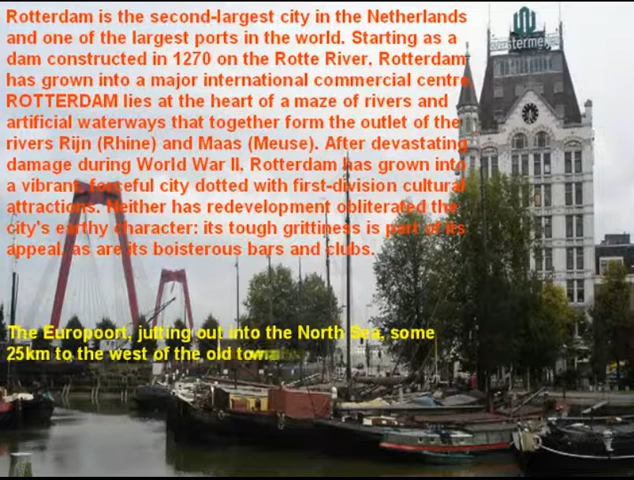 Rotterdam is the second-largest city in the Netherlands
and one of the largest ports in the world. Starting as a
dam constructed in 1270 on the Rotte River, Rotterdam
has grown into a major international commercial centre
ROTTERDAM lies at the heart of a maze of rivers and
artificial waterways that together form the outlet of the
rivers Rijn (Rhine) and Maas (Meuse). After devastating
damage during World War II, Rotterdam has grown into
a vibrant, forceful city dotted with first-division cultural
attractions. Neither has redevelopment obliterated the
city's earthy character: its tough grittiness is part of its
appeal, as are its boisterous bars and clubs.
The Europoort, jutting out into the North Sea, some
25km to the west of the old town